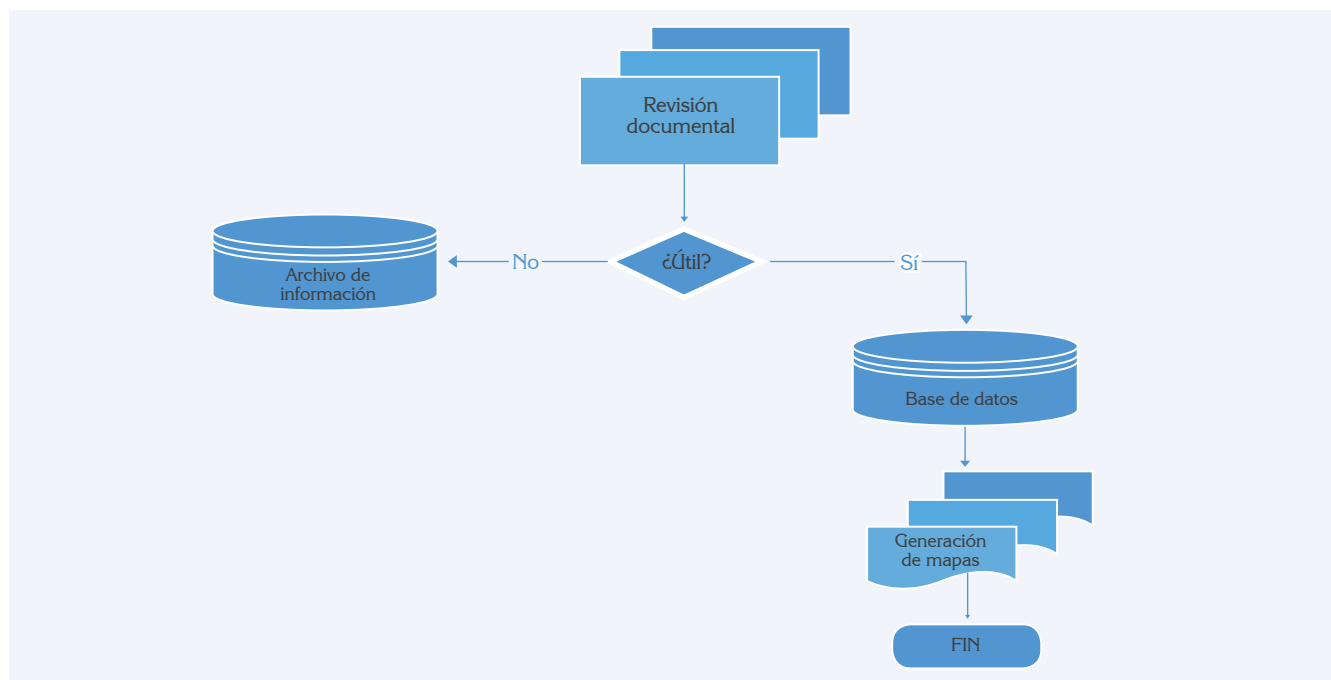 Revisión
documental
¿Útil?
No
Sí
Archivo de
información
Base de datos
Generación
de mapas
FIN